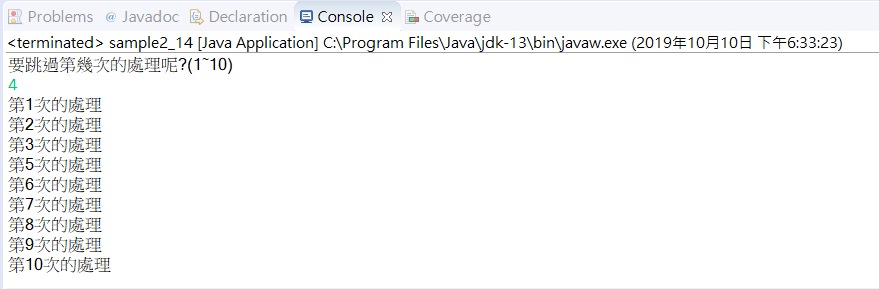 Problems @ Javadoc Declaration Console Coverage
<terminated> sample2_14 [Java Application] C:\Program Files\Java\jdk-13\bin\javaw.exe (2019年10月10日 下午6:33:23)
要跳過第幾次的處理呢?(1~10)
4
第1次的處理
第2次的處理
第3次的處理
第5次的處理
第6次的處理
第7次的處理
第8次的處理
第9次的處理
第10次的處理